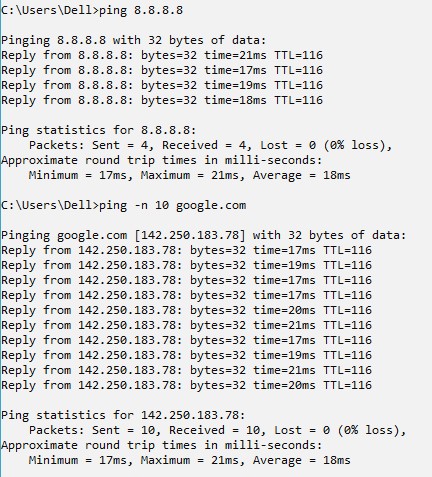 C:\Users\Dell>ping 8.8.8.8
Pinging 8.8.8.8 with 32 bytes of data:
Reply from 8.8.8.8: bytes=32 time=21ms TTL=116
Reply from 8.8.8.8: bytes=32 time=17ms TTL=116
Reply from 8.8.8.8: bytes=32 time=19ms TTL=116
Reply from 8.8.8.8: bytes=32 time=18ms TTL=116
Ping statistics for 8.8.8.8:
Packets: Sent = 4, Received = 4, Lost = 0 (0% loss),
Approximate round trip times in milli-seconds:
Minimum = 17ms, Maximum = 21ms, Average = 18ms
C:\Users\Dell>ping -n 10 google.com
Pinging google.com [142.250.183.78] with 32 bytes of data:
Reply from 142.250.183.78: bytes=32 time=17ms TTL=116
Reply from 142.250.183.78: bytes=32 time=19ms TTL=116
Reply from 142.250.183.78: bytes=32 time=17ms TTL=116
Reply from 142.250.183.78: bytes=32 time=17ms TTL=116
Reply from 142.250.183.78: bytes=32 time=20ms TTL=116
Reply from 142.250.183.78: bytes=32 time=21ms TTL=116
Reply from 142.250.183.78: bytes=32 time=17ms TTL=116
Reply from 142.250.183.78: bytes=32 time=19ms TTL=116
Reply from 142.250.183.78: bytes=32 time=21ms TTL=116
Reply from 142.250.183.78: bytes=32 time=20ms TTL=116
Ping statistics for 142.250.183.78:
Packets: Sent = 10, Received = 10, Lost = 0 (0% loss),
Approximate round trip times in milli-seconds:
Minimum = 17ms, Maximum = 21ms, Average = 18ms